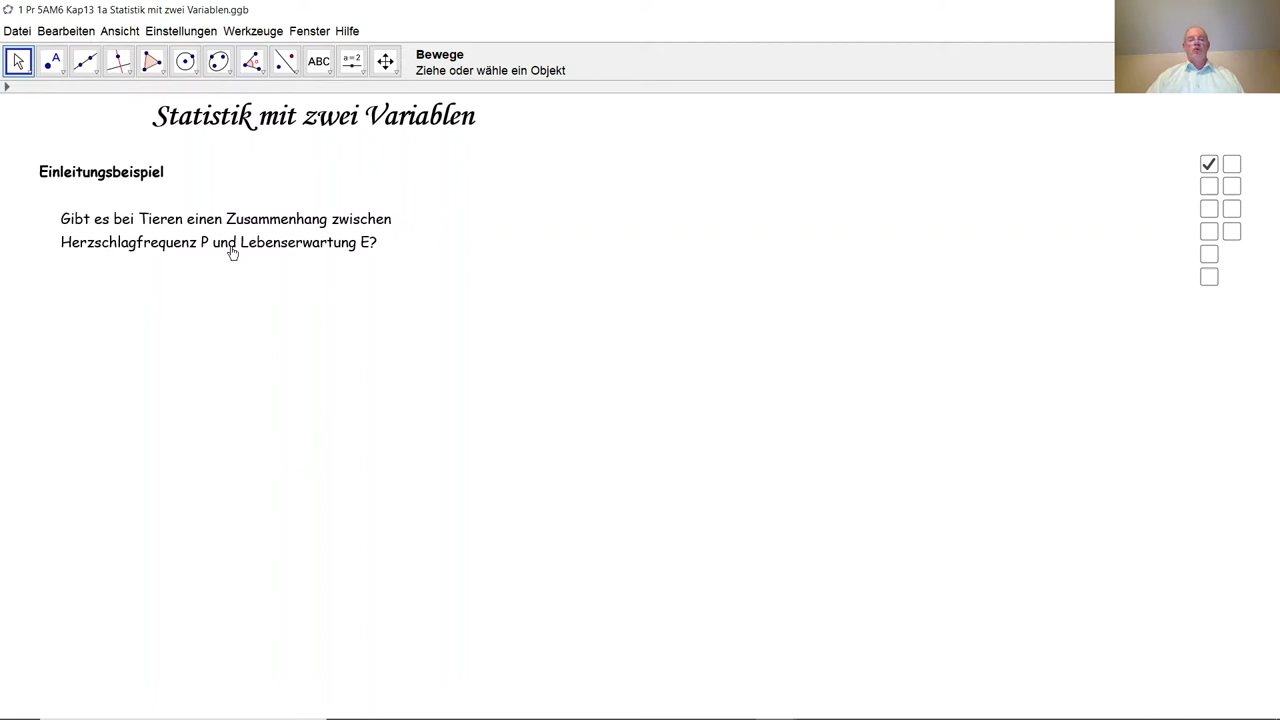 1 Pr 5AM6 Kap13 1a Statistik mit zwei Variablen.ggb
Datei Bearbeiten Ansicht Einstellungen Werkzeuge Fenster Hilfe
A
ABC
a=2
Bewege
Ziehe oder wähle ein Objekt
Statistik mit zwei Variablen
Einleitungsbeispiel
Gibt es bei Tieren einen Zusammenhang zwischen
Herzschlagfrequenz P und Lebenserwartung E?